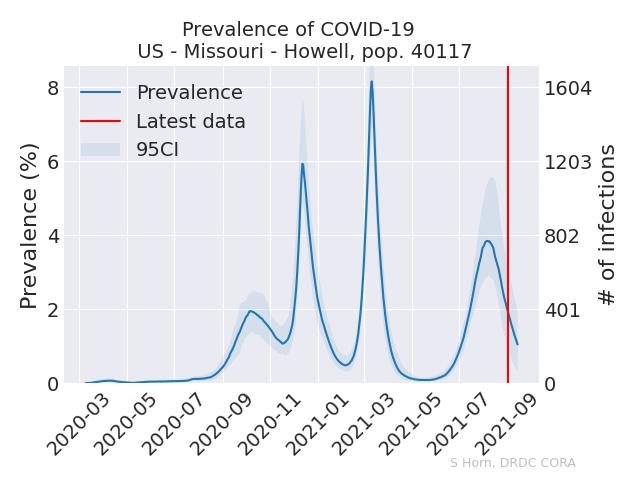 Prevalence of COVID-19
US - Missouri - Howell, pop. 40117
Prevalence
Latest data
95CI
Prevalence (%)
8
6
4
2
0
# of infections
1604
1203
802
401
0
2020-03
2020-05
2020-07
2020-09
2020-11
2021-01
2021-03
2021-05
2021-07
2021-09
S Horn, DRDC CORA